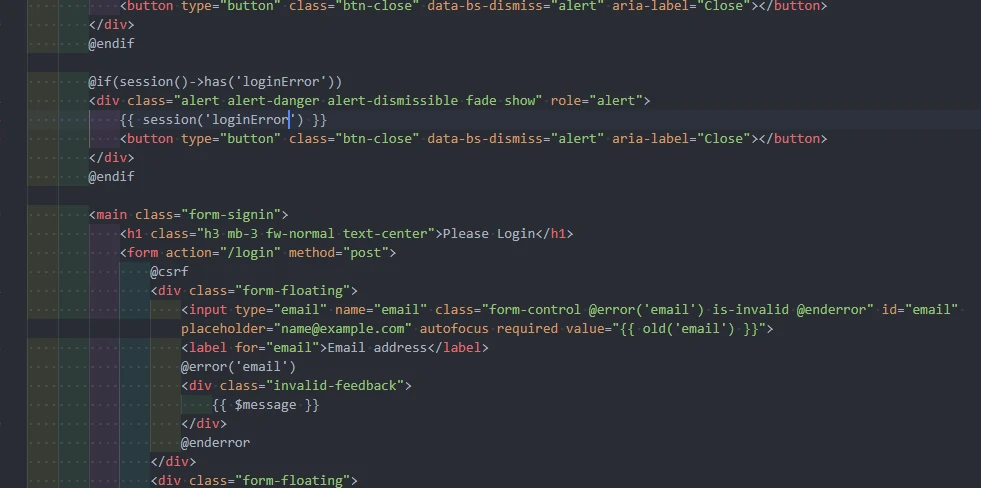 <button type="button" class="btn-close" data-bs-dismiss="alert" aria-label="Close"></button>
</div>
@endif
@if(session()->has('loginError'))
<div class="alert alert-danger alert-dismissible fade show" role="alert">
{{ session('loginError') }}
<button type="button" class="btn-close" data-bs-dismiss="alert" aria-label="Close"></button>
</div>
@endif
<main class="form-signin">
<h1 class="h3 mb-3 fw-normal text-center">Please Login</h1>
<form action="/login" method="post">
@csrf
<div class="form-floating">
<input type="email" name="email" class="form-control @error('email') is-invalid @enderror" id="email"
placeholder="name@example.com" autofocus required value="{{ old('email') }}">
<label for="email">Email address</label>
@error('email')
<div class="invalid-feedback">
{{ $message }}
</div>
@enderror
</div>
<div class="form-floating">